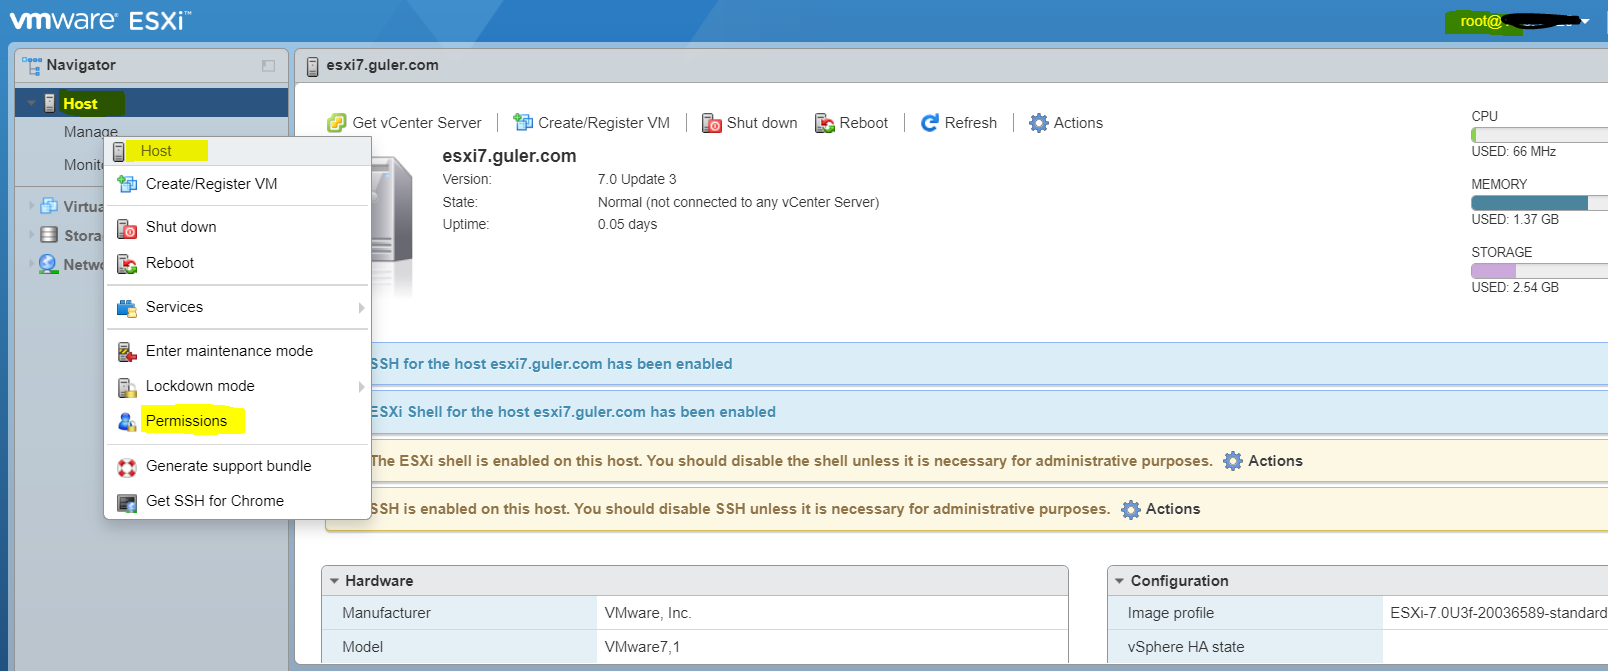 vmware ESXi™
root@
Navigator
esxi7.guler.com
Host
Manage
Host
Create/Register VM
Shut down
Reboot
Services
Enter maintenance mode
Lockdown mode
Permissions
Generate support bundle
Get SSH for Chrome
Get vCenter Server
Create/Register VM
Shut down
Reboot
Refresh
Actions
esxi7.guler.com
Version: 7.0 Update 3
State: Normal (not connected to any vCenter Server)
Uptime: 0.05 days
CPU
USED: 66 MHz
MEMORY
USED: 1.37 GB
STORAGE
USED: 2.54 GB
SSH for the host esxi7.guler.com has been enabled
ESXi Shell for the host esxi7.guler.com has been enabled
The ESXi shell is enabled on this host. You should disable the shell unless it is necessary for administrative purposes. Actions
SSH is enabled on this host. You should disable SSH unless it is necessary for administrative purposes. Actions
Hardware
Manufacturer VMware, Inc.
Model VMware7,1
Configuration
Image profile ESXi-7.0U3f-20036589-standard
vSphere HA state